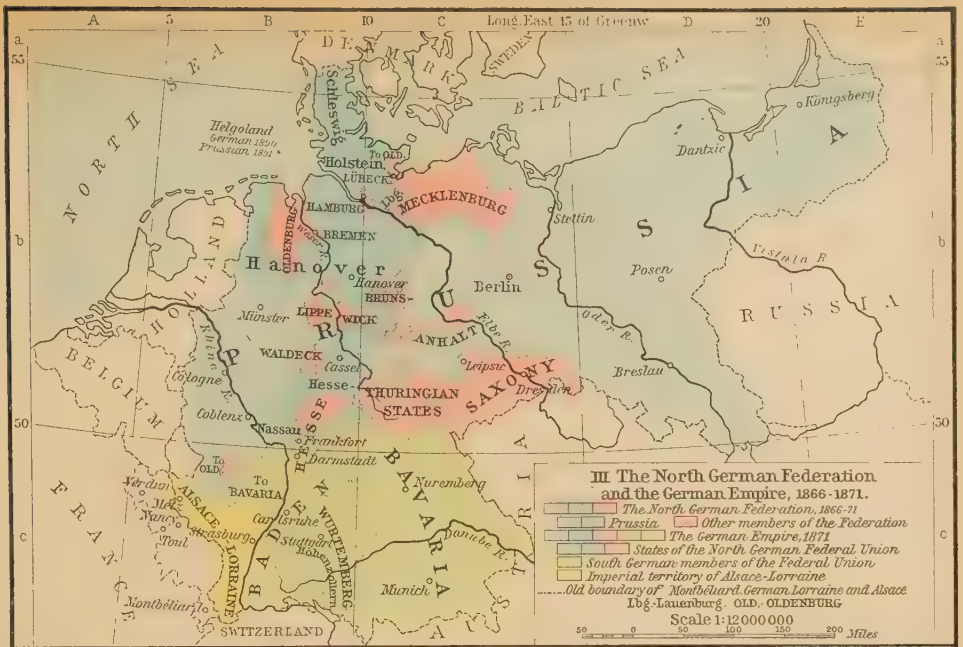 A 5 B 10 C Long. East 15 of Greenw D 20 E
a
55
a
55
DENMARK
SWEDEN
NORTH SEA
BALTIC SEA
Schleswig
Königsberg
Helgoland
German 1890
Prussian 1891
Dantzic
To OLD.
Holstein
LÜBECK
Lbg.
HAMBURG
MECKLENBURG
Stettin
OLDENBURG
Weser R.
BREMEN
b
b
HOLLAND
Hanover
Hanover
BRUNS-
WICK
Berlin
Posen
Vistula R
PRUSSIA
RUSSIA
Münster
LIPPE
ANHALT
Elbe R.
Oder R.
BELGIUM
Rhine R.
WALDECK
Cassel
Leipsic
Breslau
Cologne
Hesse-
THURINGIAN
STATES
SAXONY
Dresden
Coblenz
Nassau
HESSE
50
50
Frankfort
Darmstadt
To
OLD.
To
BAVARIA
BAVARIA
Nuremberg
FRANCE
Verdun
Metz
Nancy
Toul
ALSACE
LORRAINE
Strasburg
Carlsruhe
BADEN
Stuttgart
WURTEMBERG
Hohenzollern
Danube R.
Munich
c
c
Montbéliard
SWITZERLAND
AUSTRIA
III The North German Federation
and the German Empire, 1866-1871.
The North German Federation, 1866-71
Prussia Other members of the Federation
The German Empire, 1871
States of the North German Federal Union
South German members of the Federal Union
Imperial territory of Alsace-Lorraine
Old boundary of Montbéliard, German Lorraine and Alsace
Lbg.-Lauenburg. OLD.-OLDENBURG
Scale 1:12000000
50 0 50 100 150 200 Miles